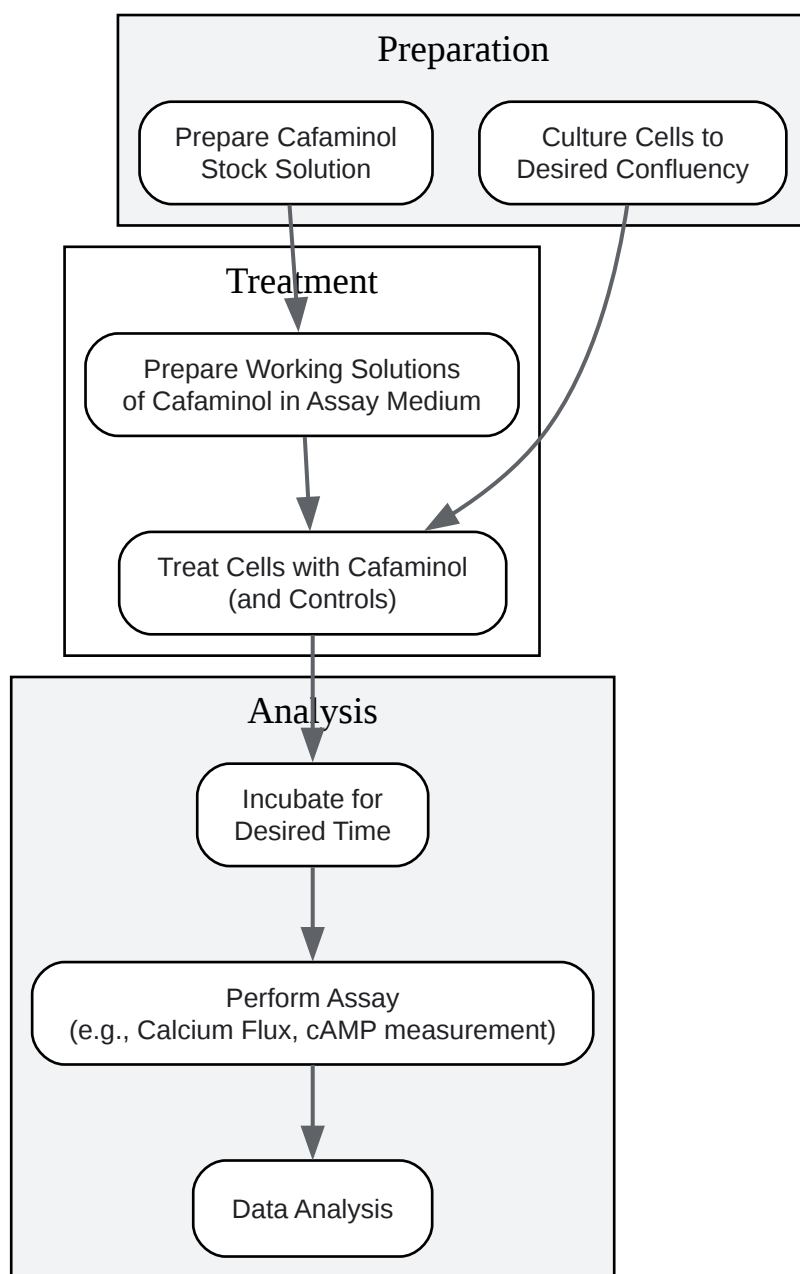 Preparation
Prepare Cafaminol
Stock Solution
Culture Cells to
Desired Confluency
Treatment
Prepare Working Solutions
of Cafaminol in Assay Medium
Treat Cells with Cafaminol
(and Controls)
Analysis
Incubate for
Desired Time
Perform Assay
(e.g., Calcium Flux, cAMP measurement)
Data Analysis